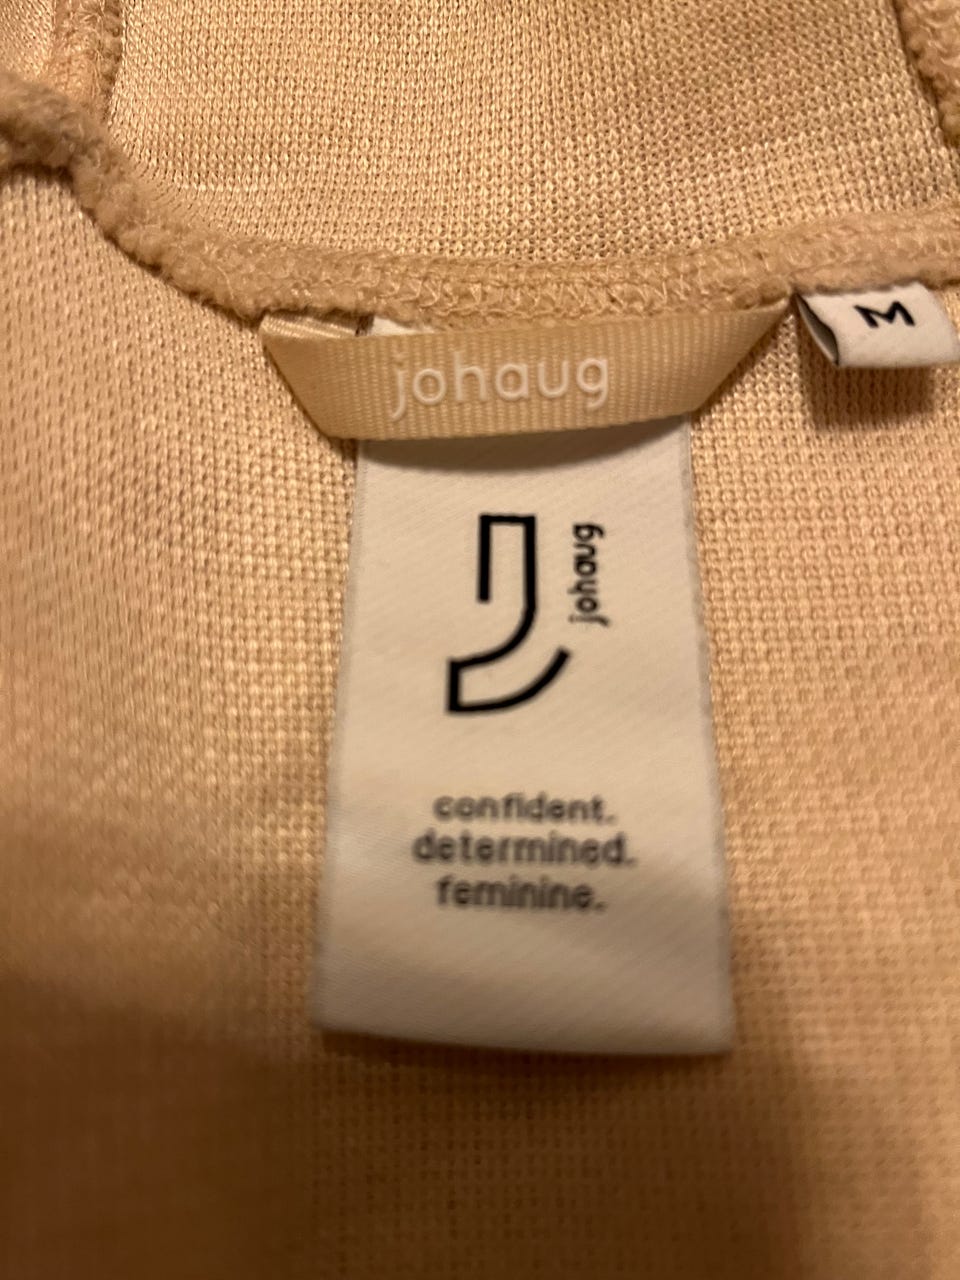 johaug
M
johaug
confident.
determined.
feminine.